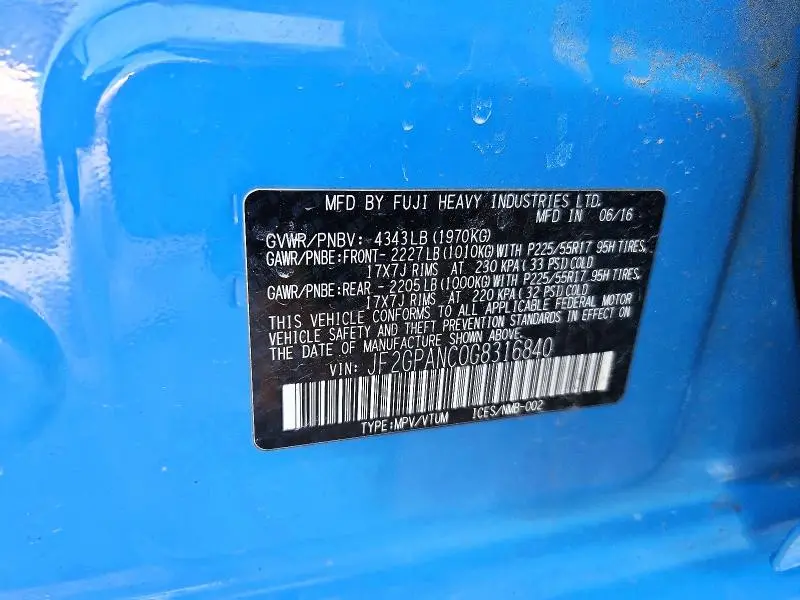 MFD BY FUJI HEAVY INDUSTRIES LTD.
MFD IN 06/16
GVWR/PNBV: 4343LB (1970KG)
GAWR/PNBE:FRONT- 2227LB (1010KG) WITH P225/55R17 95H TIRES,
17X7J RIMS AT 230 KPA( 33 PSI)COLD
GAWR/PNBE:REAR - 2205LB (1000KG) WITH P225/55R17 95H TIRES,
17X7J RIMS AT 220 KPA( 32 PSI)COLD
THIS VEHICLE CONFORMS TO ALL APPLICABLE FEDERAL MOTOR
VEHICLE SAFETY AND THEFT PREVENTION STANDARDS IN EFFECT ON
THE DATE OF MANUFACTURE SHOWN ABOVE.
VIN: JF2GPANC0G8316840
TYPE:MPV/VTUM ICES/NMB-002